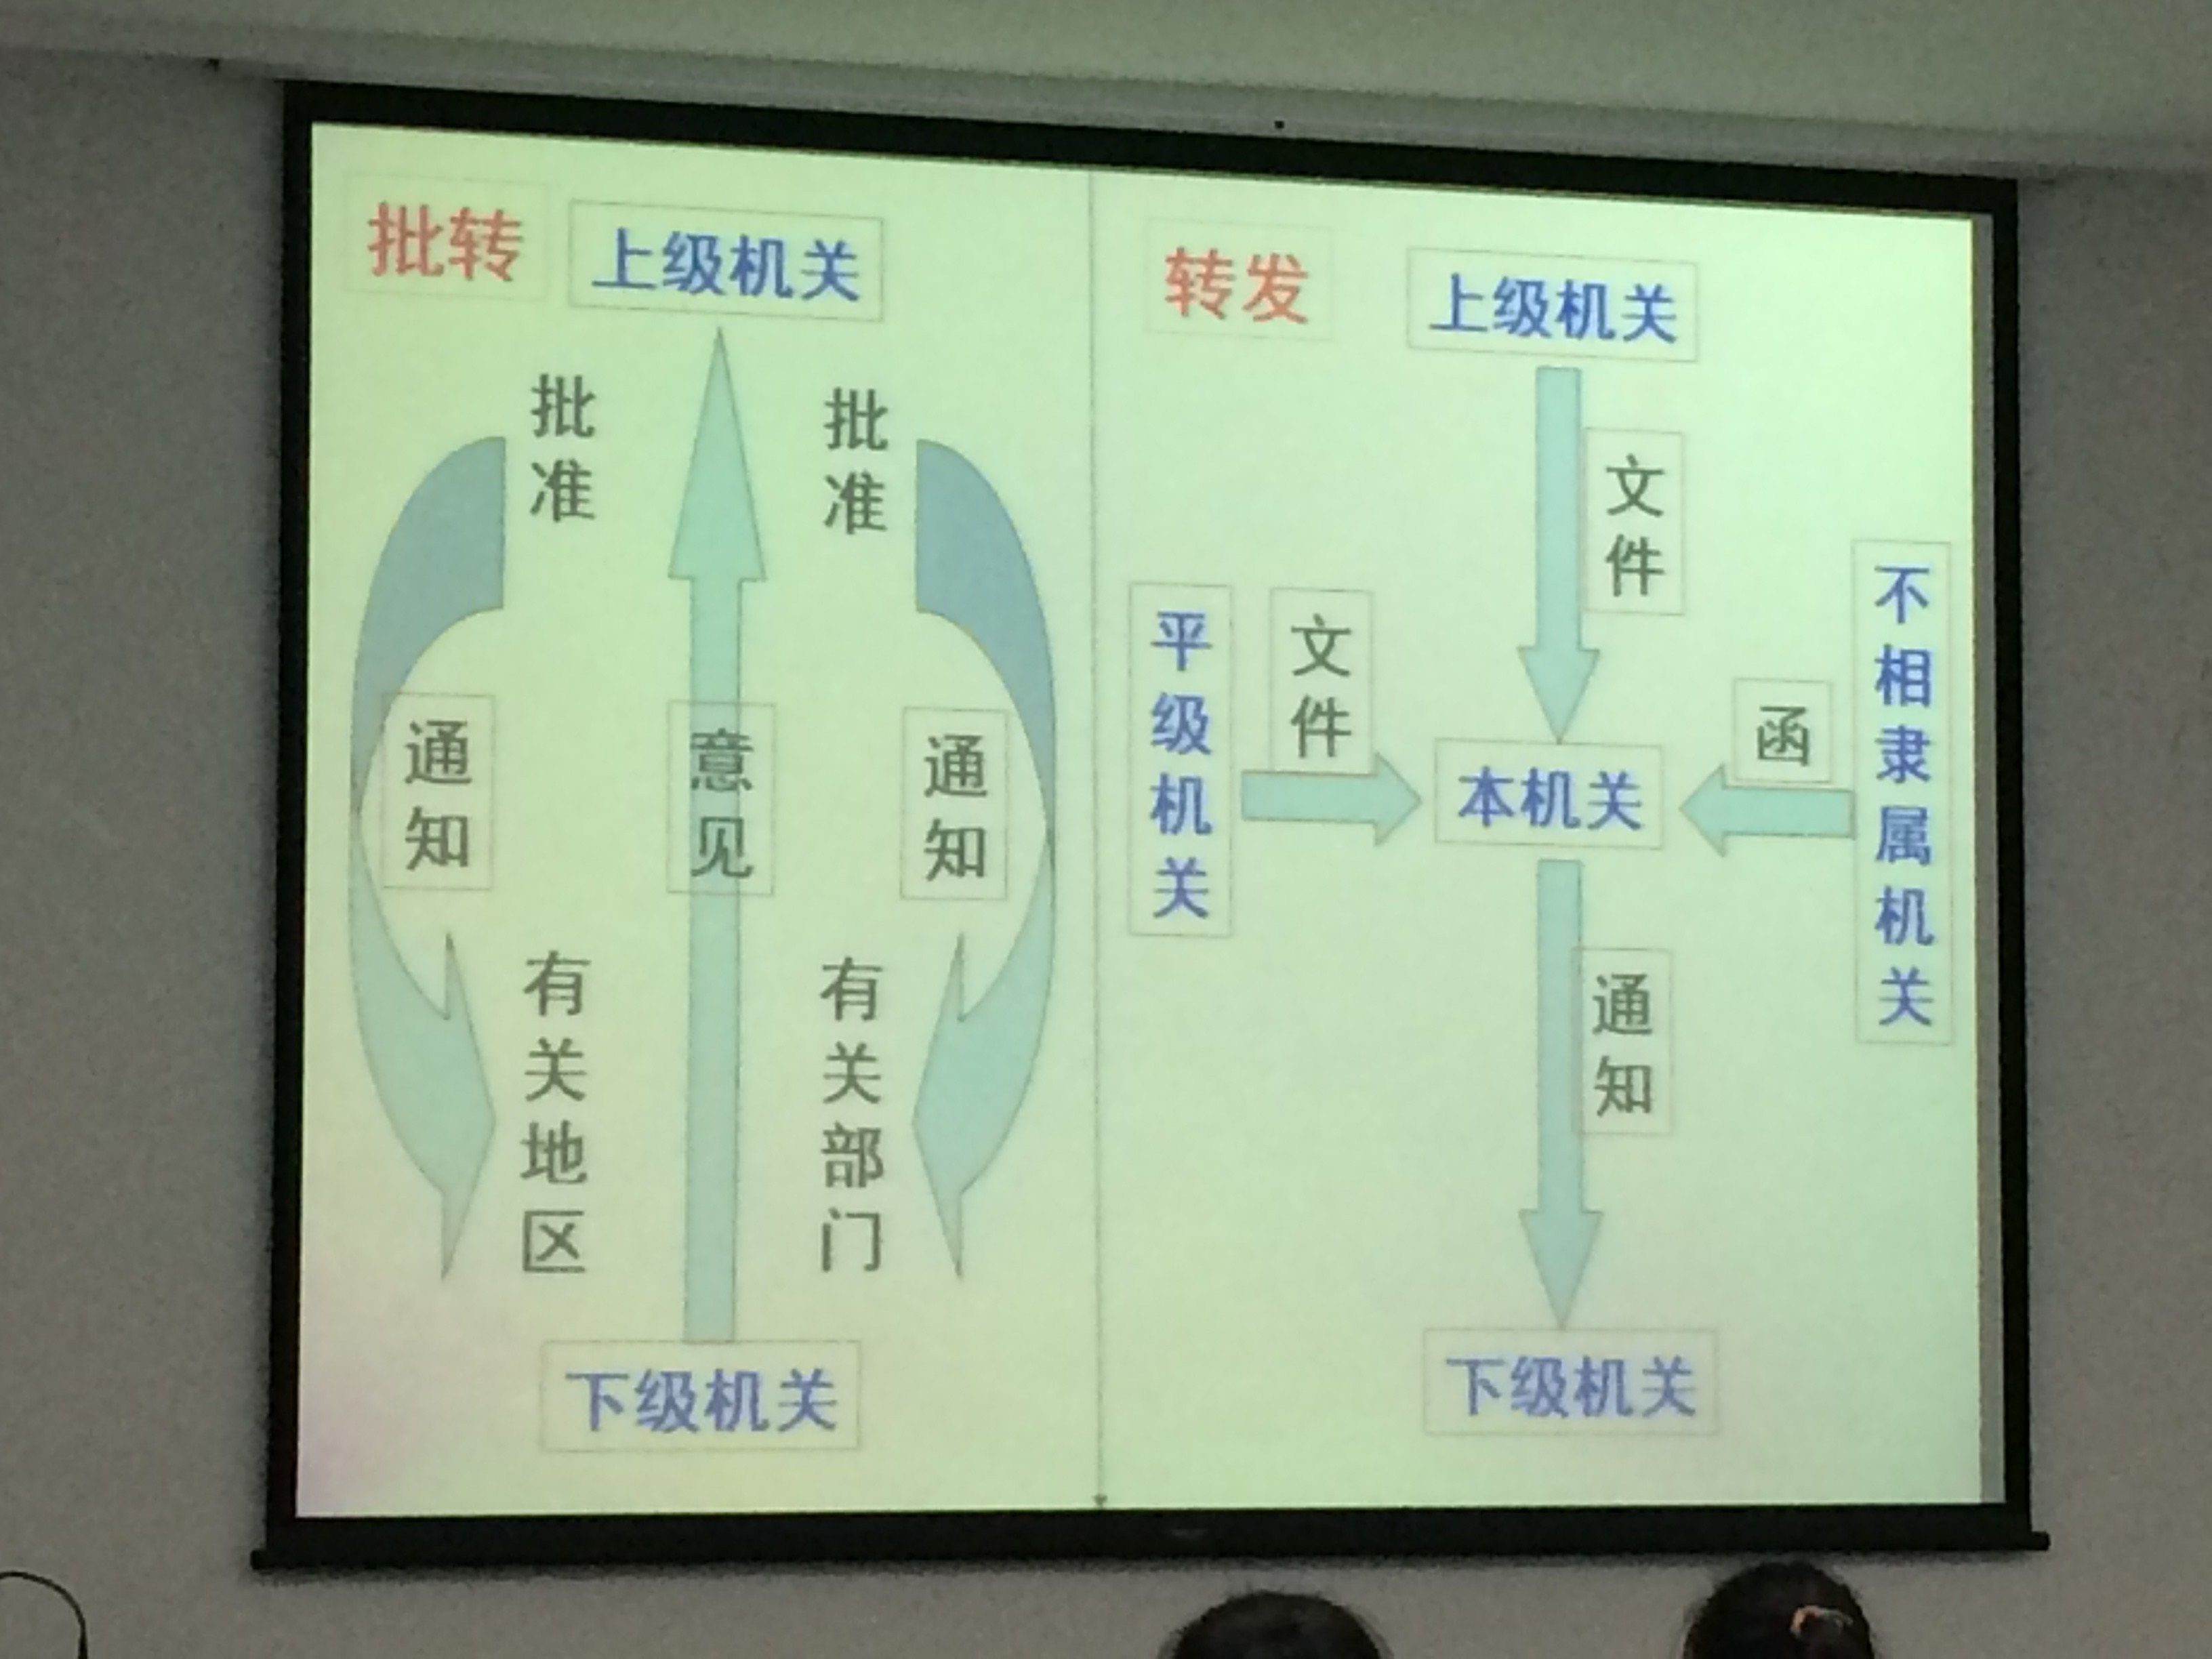 批转
上级机关
批准
批准
通知
意见
通知
有关地区
有关部门
下级机关
转发
上级机关
文件
平级机关
文件
函
不相隶属机关
本机关
通知
下级机关